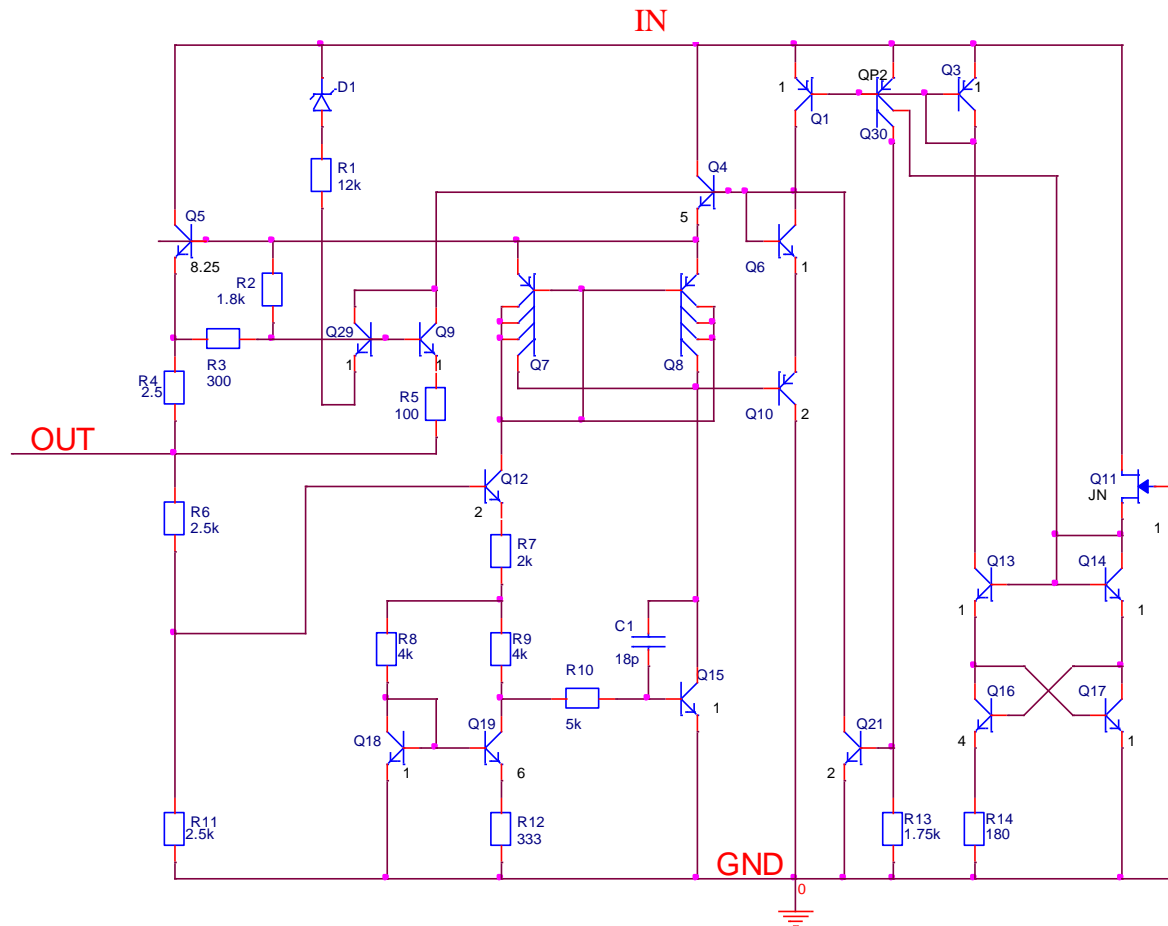 IN
D1
QP2
Q3
1
1
Q1
Q30
R1
12k
Q4
Q5
5
8.25
Q6
1
R2
1.8k
Q29
Q9
1
1
R3
300
Q7
Q8
R4
2.5
R5
100
Q10
2
OUT
Q12
2
Q11
JN
1
R6
2.5k
R7
2k
Q13
Q14
1
1
C1
18p
R8
4k
R9
4k
R10
5k
Q15
1
Q16
Q17
4
1
Q18
Q19
1
6
Q21
2
R11
2.5k
R12
333
R13
1.75k
R14
180
GND
0